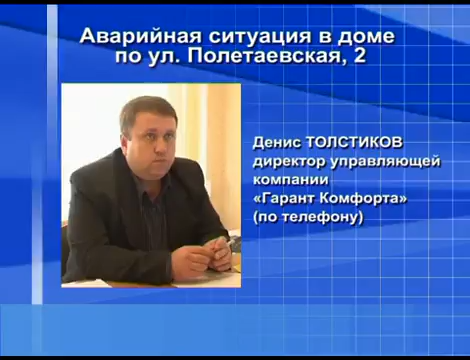 Аварийная ситуация в доме
по ул. Полетаевская, 2
Денис ТОЛСТИКОВ
директор управляющей
компании
«Гарант Комфорта»
(по телефону)